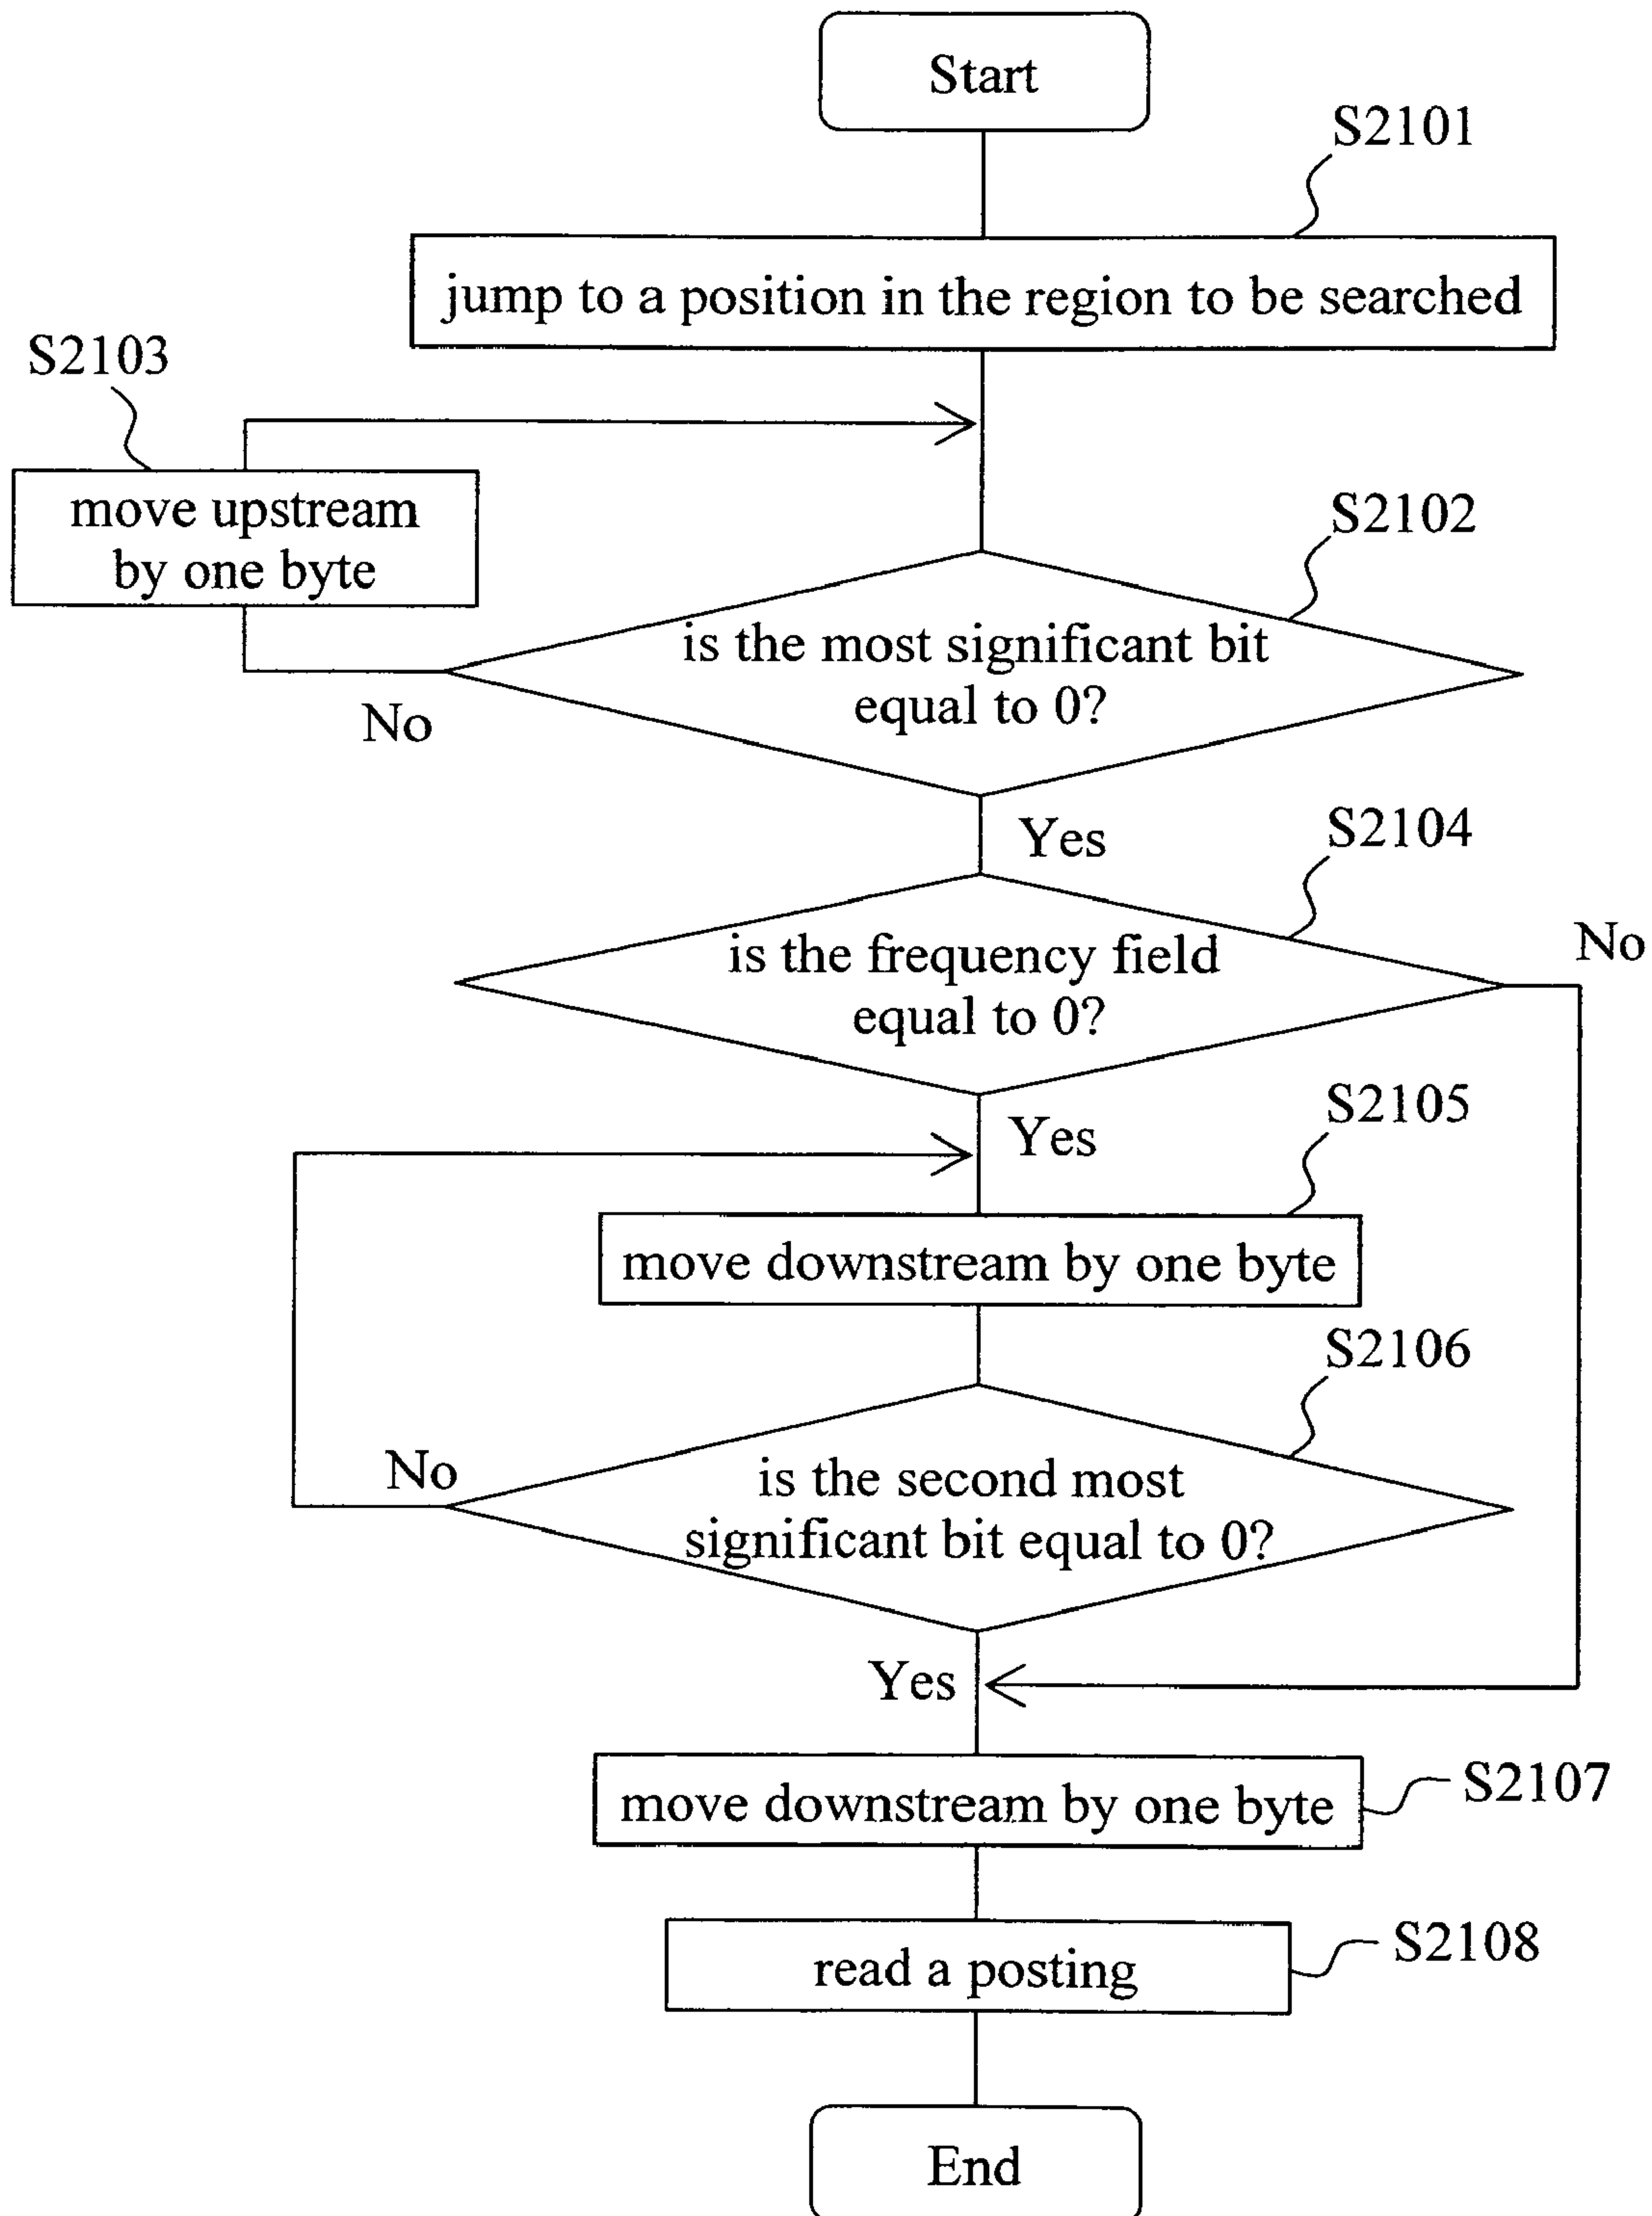 Start
S2101
jump to a position in the region to be searched
S2103
move upstream
by one byte
S2102
is the most significant bit
equal to 0?
No
Yes
S2104
is the frequency field
equal to 0?
No
Yes
S2105
move downstream by one byte
S2106
is the second most
significant bit equal to 0?
No
Yes
move downstream by one byte
S2107
read a posting
S2108
End